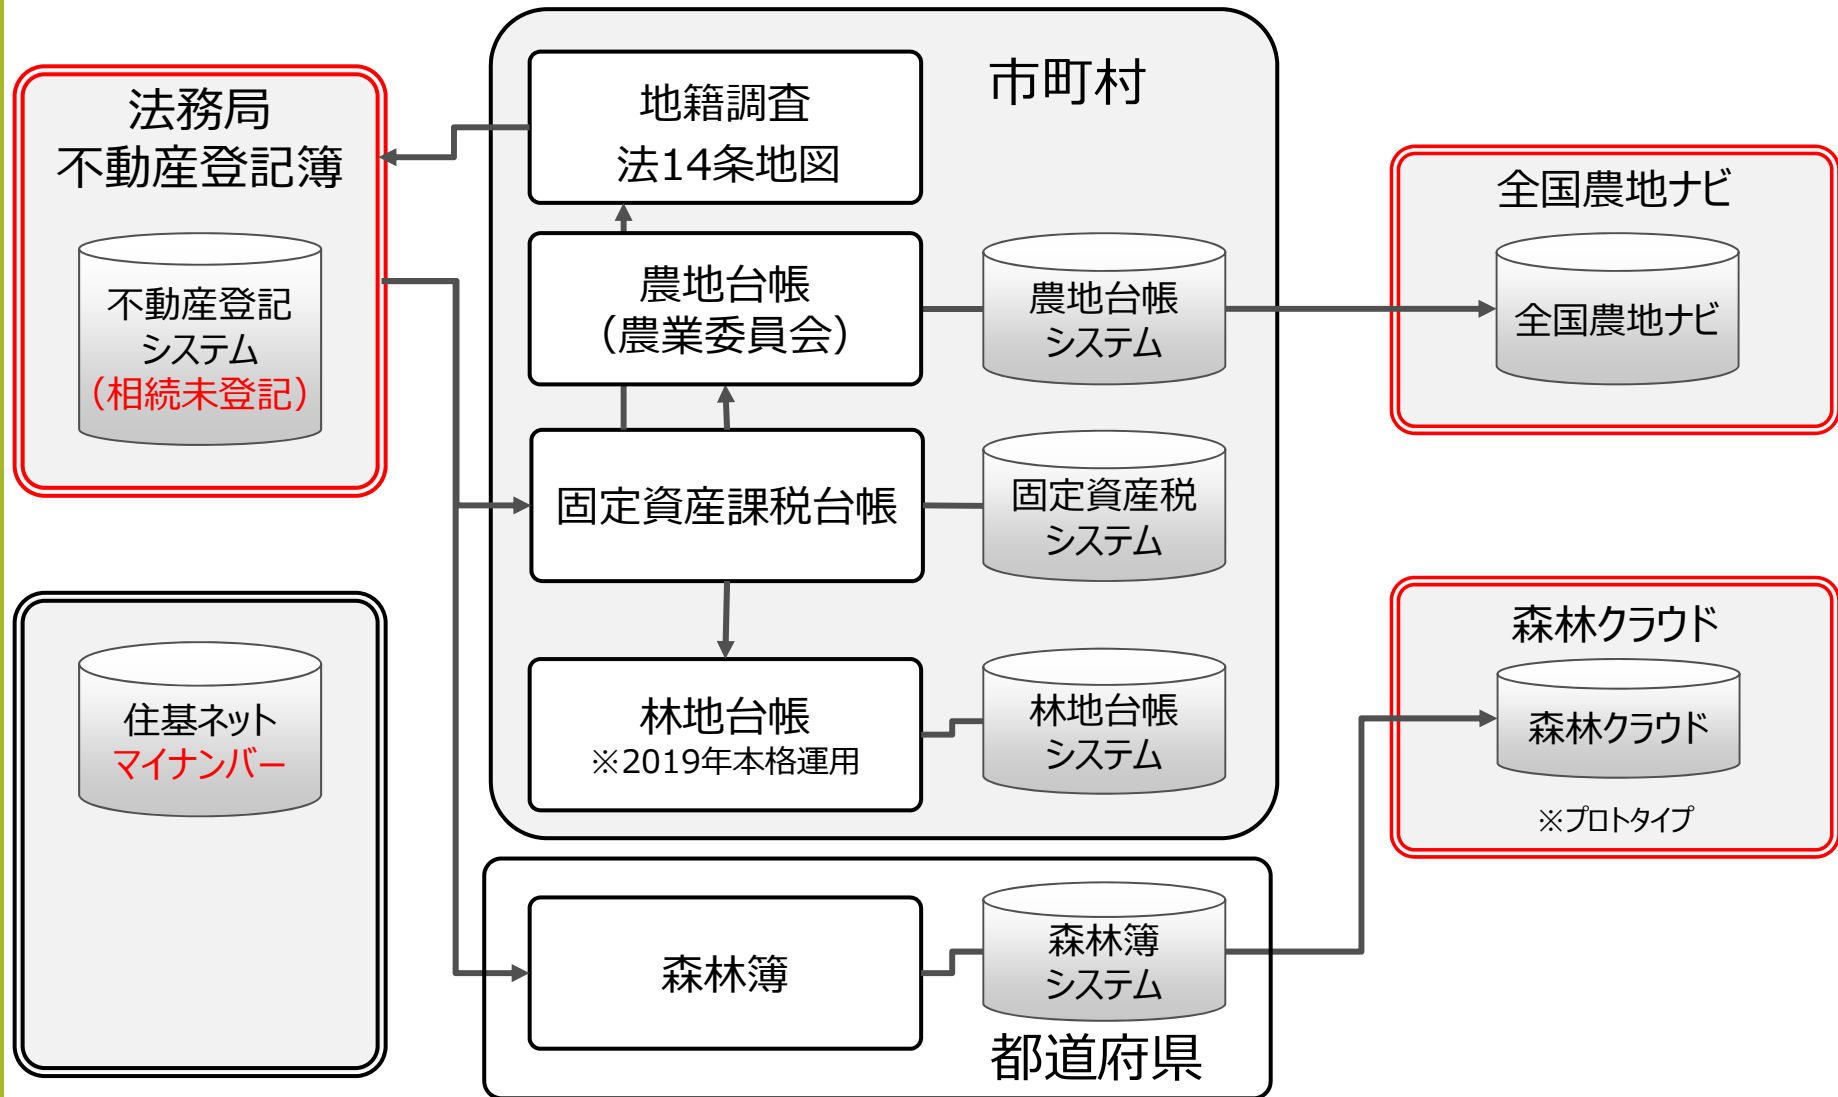 法務局
不動産登記簿
不動産登記
システム
（相続未登記）
住基ネット
マイナンバー
市町村
地籍調査
法14条地図
農地台帳
（農業委員会）
農地台帳
システム
固定資産課税台帳
固定資産税
システム
林地台帳
※2019年本格運用
林地台帳
システム
森林簿
森林簿
システム
都道府県
全国農地ナビ
全国農地ナビ
森林クラウド
森林クラウド
※プロトタイプ